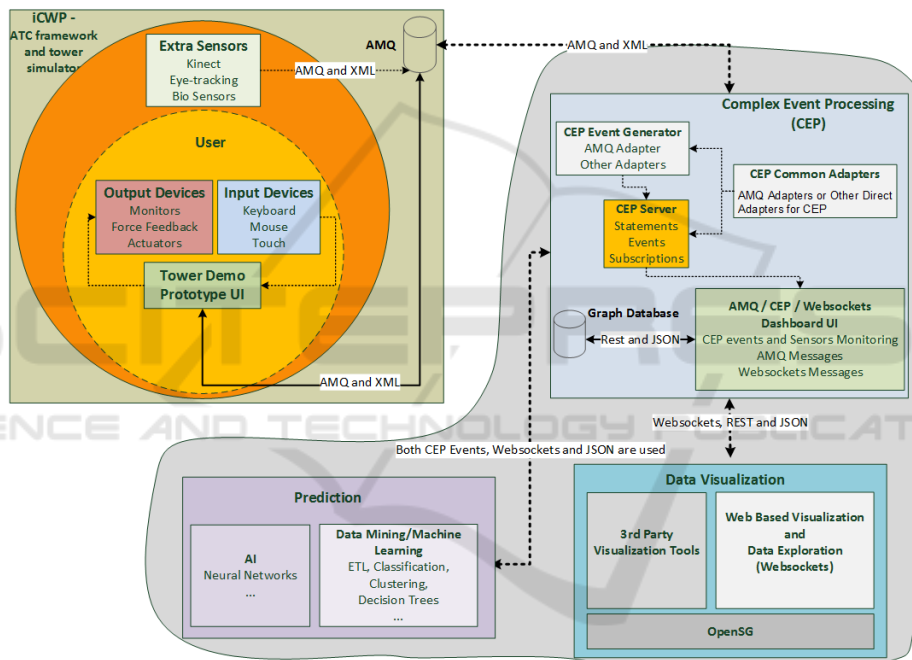 iCWP -
ATC framework
and tower
simulator
AMQ
AMQ and XML
Extra Sensors
Kinect
Eye-tracking
Bio Sensors
AMQ and XML
User
Output Devices
Monitors
Force Feedback
Actuators
Input Devices
Keyboard
Mouse
Touch
Tower Demo
Prototype UI
AMQ and XML
Complex Event Processing
(CEP)
CEP Event Generator
AMQ Adapter
Other Adapters
CEP Common Adapters
AMQ Adapters or Other Direct
Adapters for CEP
CEP Server
Statements
Events
Subscriptions
Graph Database
Rest and JSON
AMQ / CEP / Websockets
Dashboard UI
CEP events and Sensors Monitoring
AMQ Messages
Websockets Messages
Websockets, REST and JSON
Both CEP Events, Websockets and JSON are used
Prediction
AI
Neural Networks
...
Data Mining/Machine
Learning
ETL, Classification,
Clustering,
Decision Trees
...
Data Visualization
3rd Party
Visualization Tools
Web Based Visualization
and
Data Exploration
(Websockets)
OpenSG
SCITEPRESS
ENCE AND TECHNOLOGY PUBLICAT